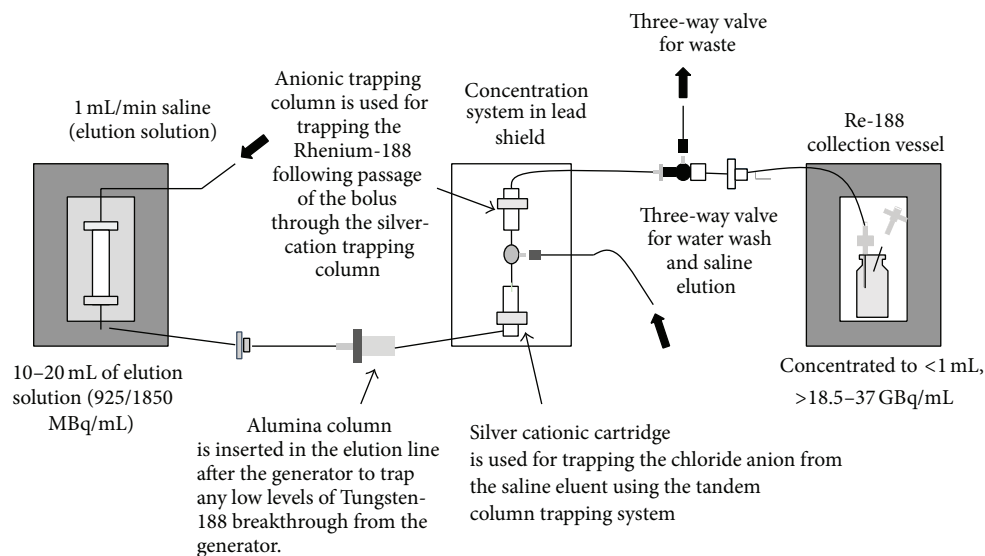 1 mL/min saline
(elution solution)
Anionic trapping
column is used for
trapping the
Rhenium-188
following passage
of the bolus
through the silver-
cation trapping
column
Concentration
system in lead
shield
Three-way valve
for waste
Re-188
collection vessel
Three-way valve
for water wash
and saline
elution
10–20 mL of elution
solution (925/1850
MBq/mL)
Alumina column
is inserted in the elution line
after the generator to trap
any low levels of Tungsten-
188 breakthrough from the
generator.
Silver cationic cartridge
is used for trapping the chloride anion from
the saline eluent using the tandem
column trapping system
Concentrated to <1 mL,
>18.5–37 GBq/mL